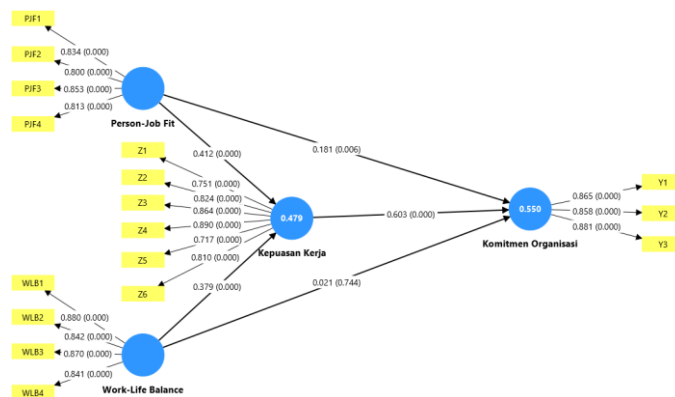 PJF1
0.834 (0.000)
PJF2
0.800 (0.000)
PJF3
0.853 (0.000)
0.813 (0.000)
PJF4
Person-Job Fit
0.181 (0.006)
0.412 (0.000)
Z1
0.751 (0.000)
Z2
0.824 (0.000)
Z3
0.864 (0.000)
Z4
0.890 (0.000)
Z5
0.717 (0.000)
Z6
0.810 (0.000)
0.479
Kepuasan Kerja
0.603 (0.000)
0.550
Komitmen Organisasi
0.865 (0.000)
Y1
0.858 (0.000)
Y2
0.881 (0.000)
Y3
0.379 (0.000)
0.021 (0.744)
WLB1
0.880 (0.000)
WLB2
0.842 (0.000)
WLB3
0.870 (0.000)
0.841 (0.000)
WLB4
Work-Life Balance